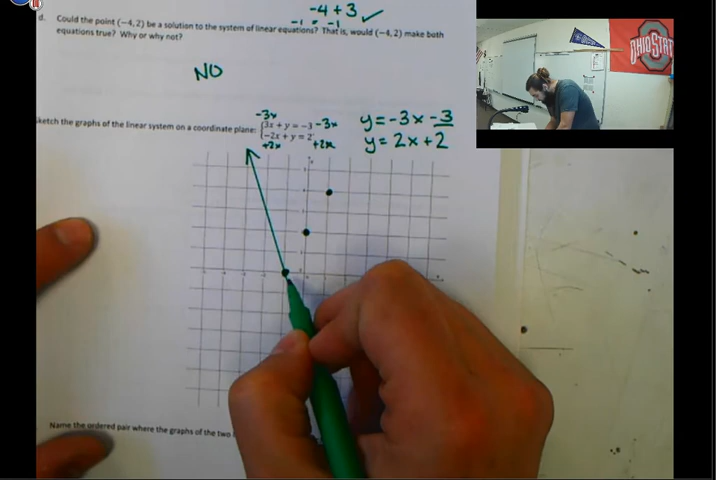 -4 + 3
-1 = -1 ✓
d. Could the point (−4, 2) be a solution to the system of linear equations? That is, would (−4, 2) make both
equations true? Why or why not?
NO
-3x
ketch the graphs of the linear system on a coordinate plane: {3x + y = −3 -3x
−2x + y = 2
+2x +2x
y = -3x - 3
y = 2x + 2
Name the ordered pair where the graphs of the two
OHIO STAT